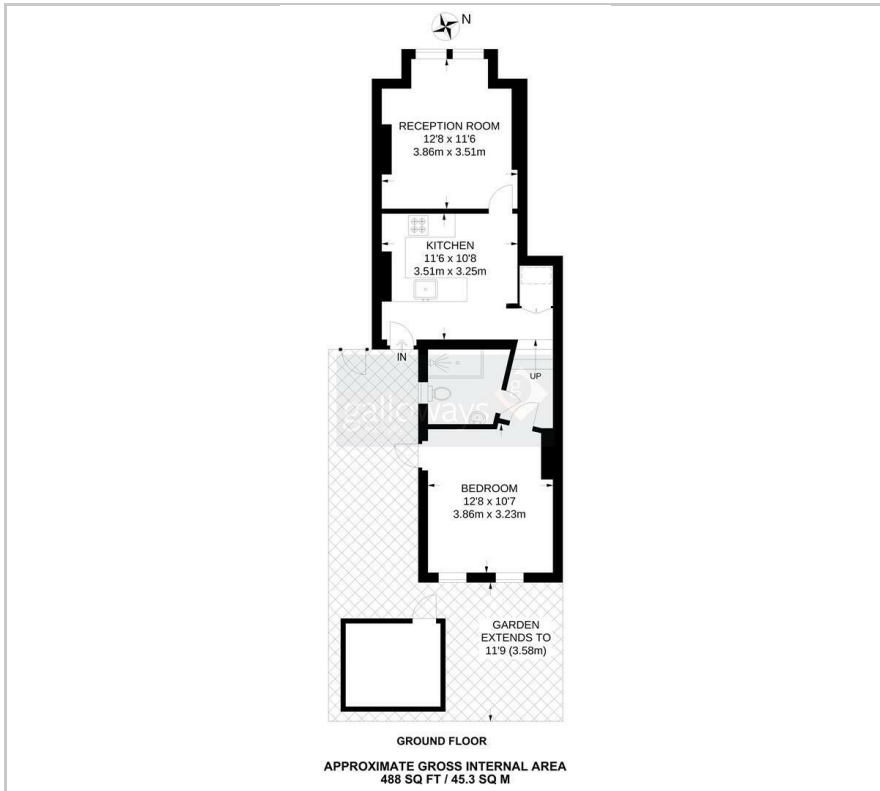 N
RECEPTION ROOM
12'8 x 11'6
3.86m x 3.51m
KITCHEN
11'6 x 10'8
3.51m x 3.25m
IN
UP
galloways
BEDROOM
12'8 x 10'7
3.86m x 3.23m
GARDEN
EXTENDS TO
11'9 (3.58m)
GROUND FLOOR
APPROXIMATE GROSS INTERNAL AREA
488 SQ FT / 45.3 SQ M